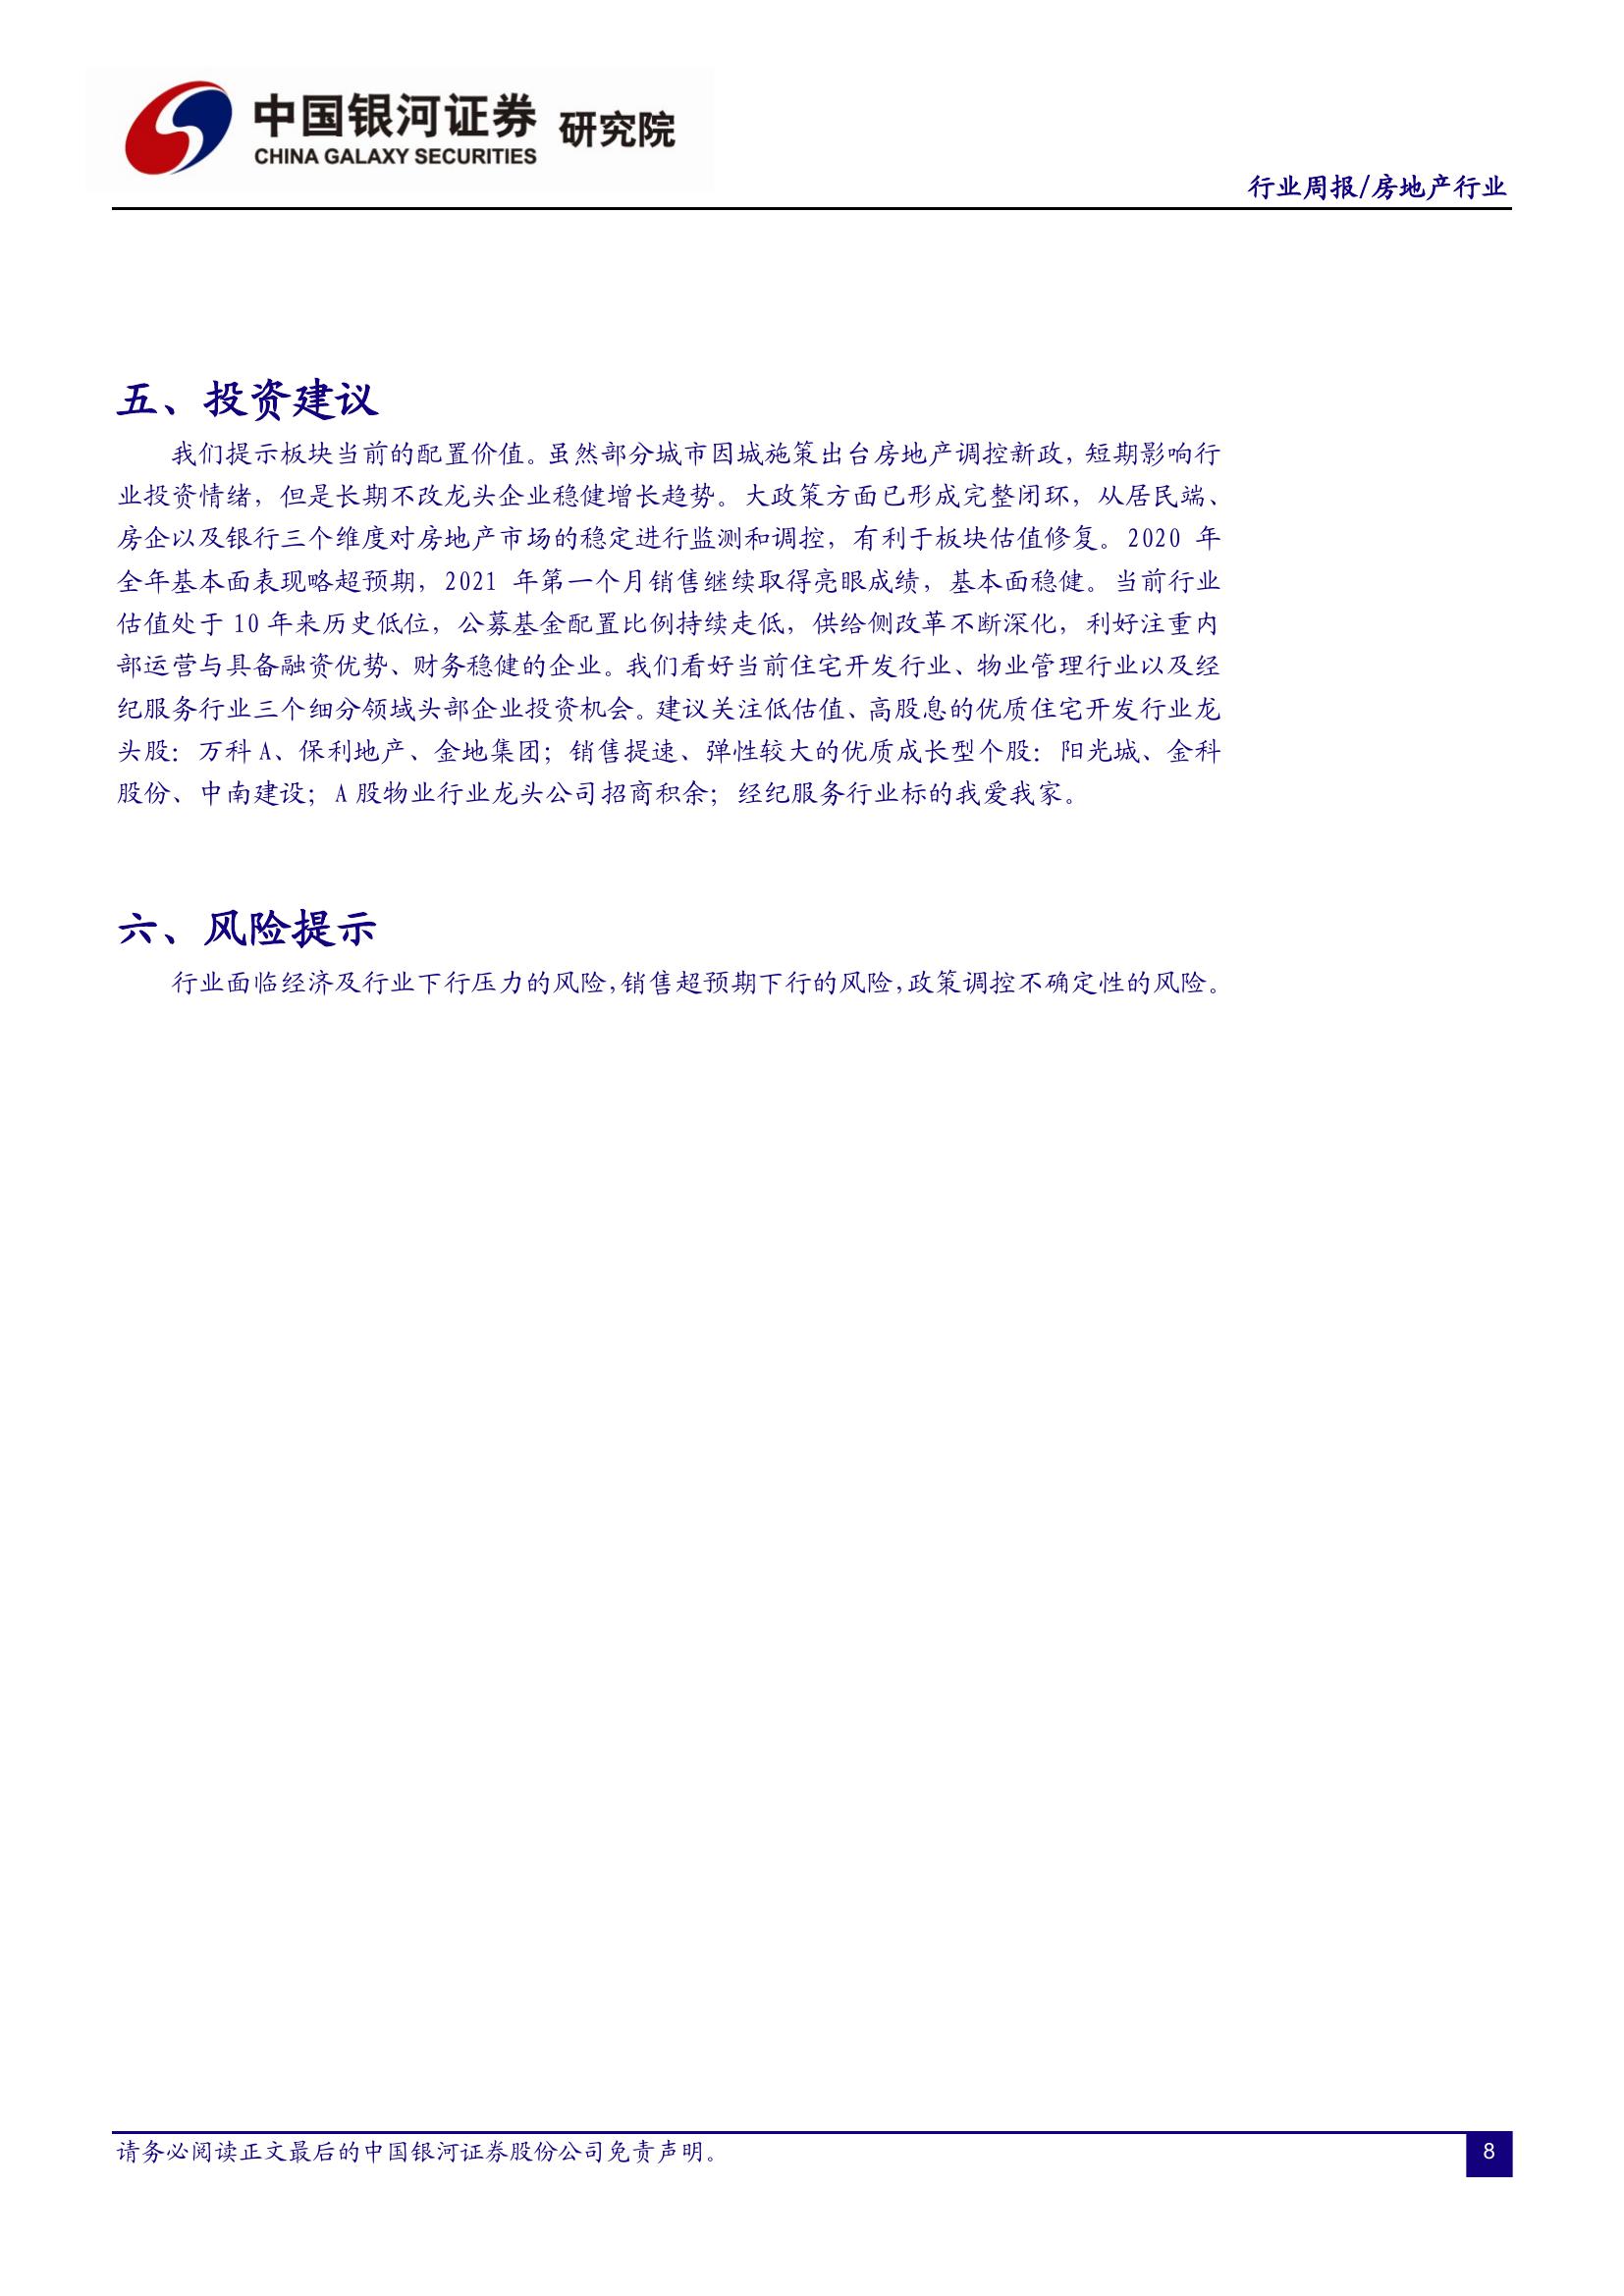 中国银河证券 研究院
CHINA GALAXY SECURITIES
行业周报/房地产行业
五、投资建议
我们提示板块当前的配置价值。虽然部分城市因城施策出台房地产调控新政，短期影响行
业投资情绪，但是长期不改龙头企业稳健增长趋势。大政策方面已形成完整闭环，从居民端、
房企以及银行三个维度对房地产市场的稳定进行监测和调控，有利于板块估值修复。2020 年
全年基本面表现略超预期，2021 年第一个月销售继续取得亮眼成绩，基本面稳健。当前行业
估值处于 10 年来历史低位，公募基金配置比例持续走低，供给侧改革不断深化，利好注重内
部运营与具备融资优势、财务稳健的企业。我们看好当前住宅开发行业、物业管理行业以及经
纪服务行业三个细分领域头部企业投资机会。建议关注低估值、高股息的优质住宅开发行业龙
头股：万科 A、保利地产、金地集团；销售提速、弹性较大的优质成长型个股：阳光城、金科
股份、中南建设；A 股物业行业龙头公司招商积余；经纪服务行业标的我爱我家。
六、风险提示
行业面临经济及行业下行压力的风险，销售超预期下行的风险，政策调控不确定性的风险。
请务必阅读正文最后的中国银河证券股份公司免责声明。
8